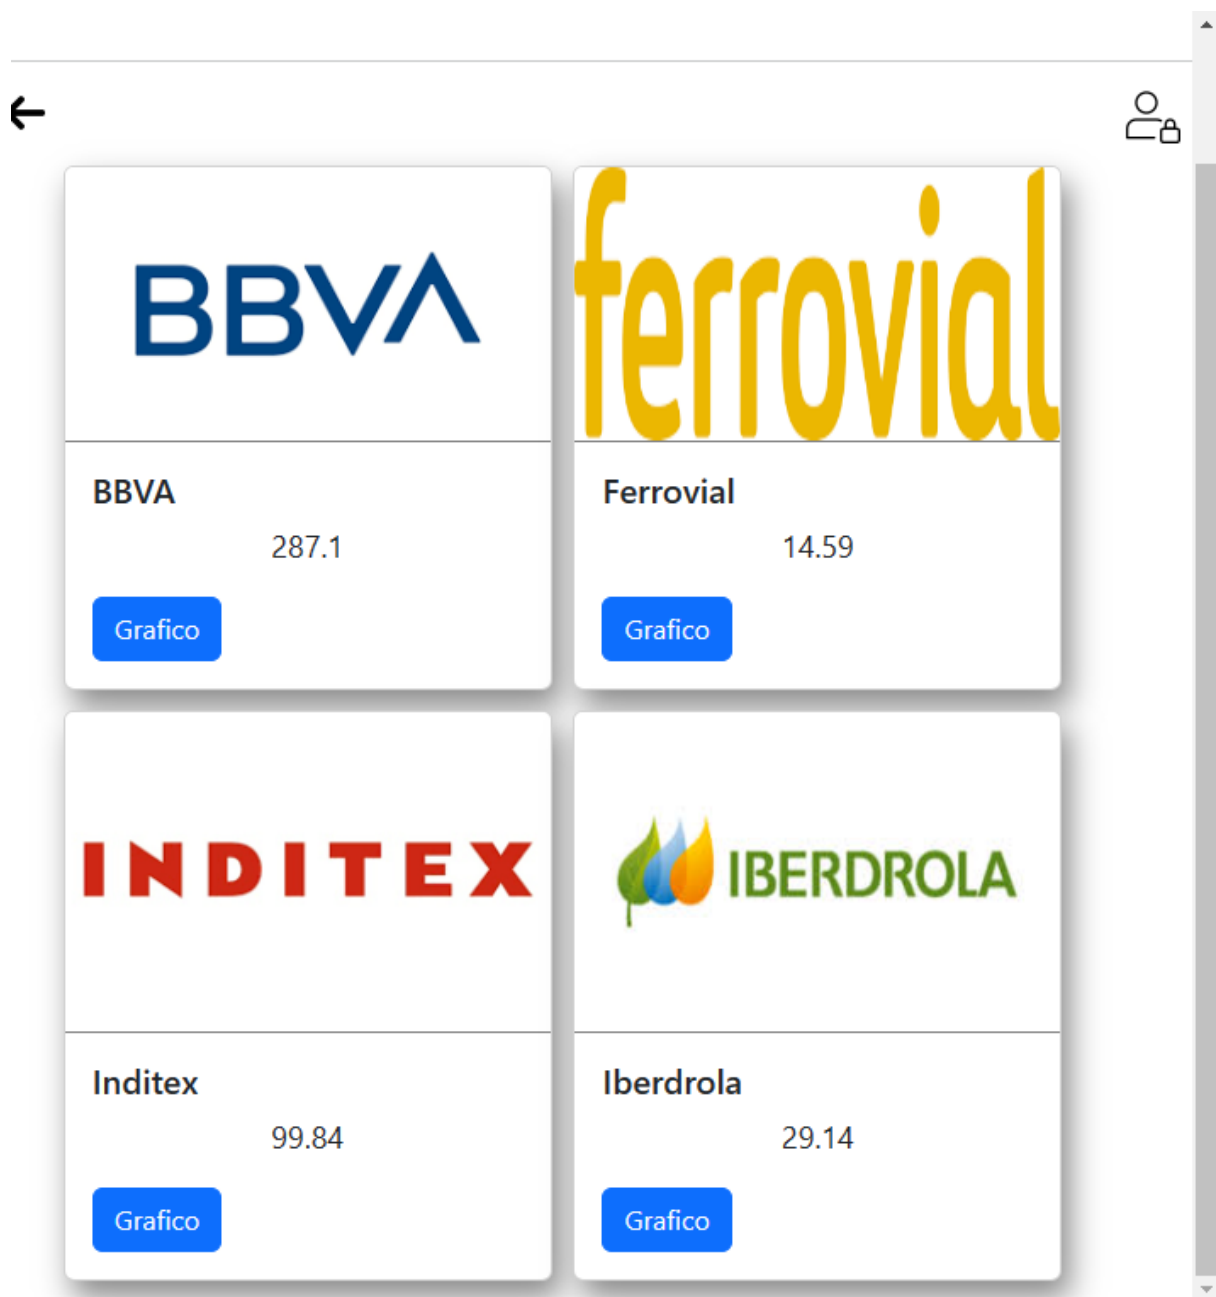 BBVA
ferrovial
BBVA
Ferrovial
287.1
14.59
Grafico
Grafico
INDITEX
IBERDROLA
Inditex
Iberdrola
99.84
29.14
Grafico
Grafico